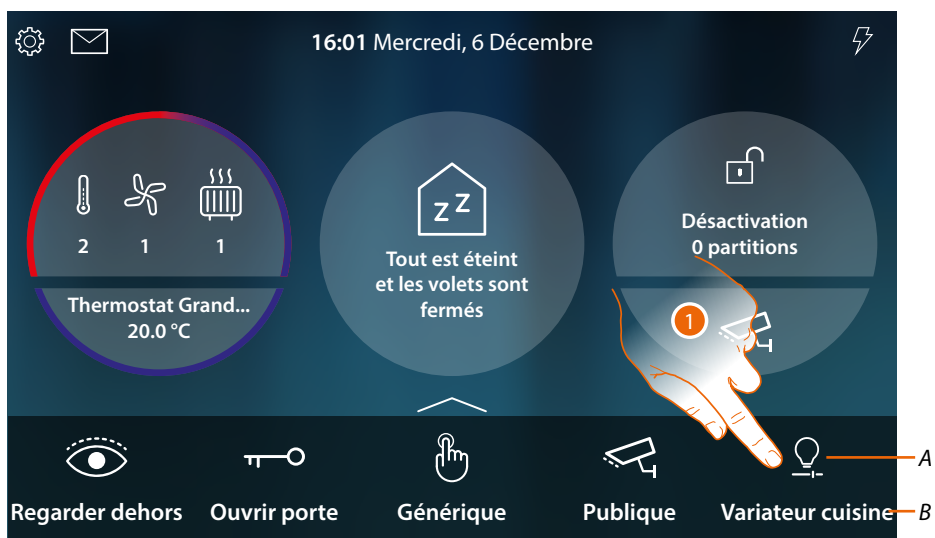 16:01 Mercredi, 6 Décembre
2 1 1
Thermostat Grand...
20.0 °C
z Z
Tout est éteint
et les volets sont
fermés
Désactivation
0 partitions
1
A
Regarder dehors Ouvrir porte Générique Publique Variateur cuisine B